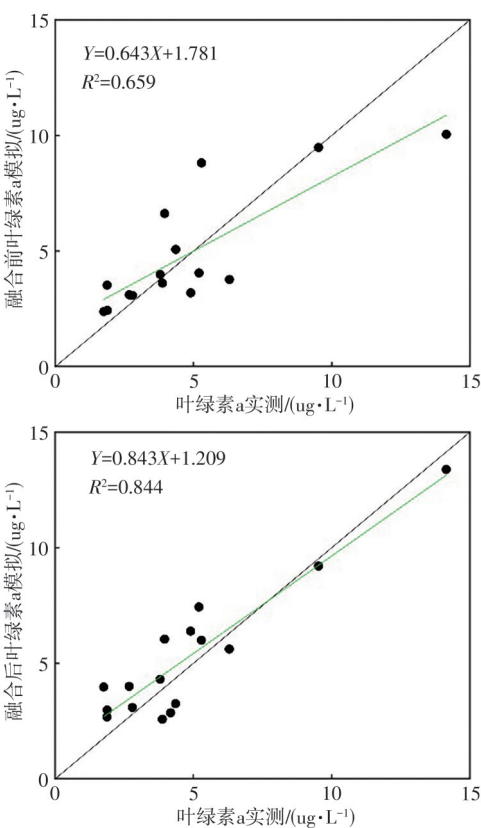 15
Y=0.643X+1.781
R²=0.659
10
5
0
融合前叶绿素a模拟/(ug·L⁻¹)
0 5 10 15
叶绿素a实测/(ug·L⁻¹)
15
Y=0.843X+1.209
R²=0.844
10
5
0
融合后叶绿素a模拟/(ug·L⁻¹)
0 5 10 15
叶绿素a实测/(ug·L⁻¹)